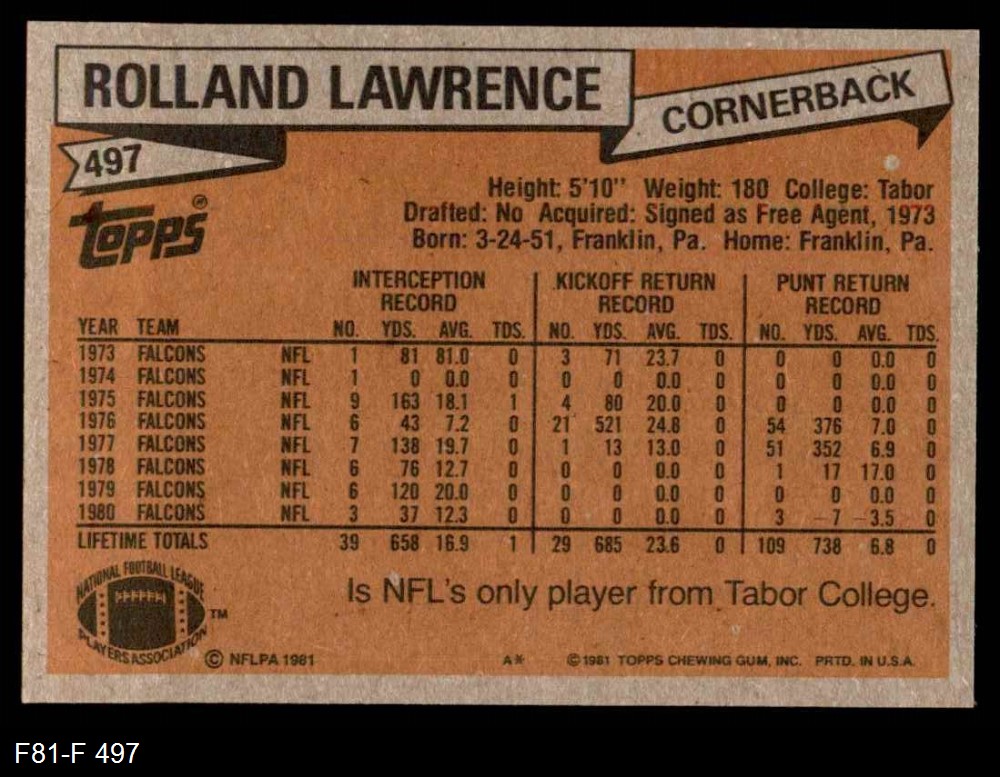 ROLLAND LAWRENCE
CORNERBACK
497
Topps®
Height: 5'10" Weight: 180 College: Tabor
Drafted: No Acquired: Signed as Free Agent, 1973
Born: 3-24-51, Franklin, Pa. Home: Franklin, Pa.
INTERCEPTION RECORD KICKOFF RETURN RECORD PUNT RETURN RECORD
YEAR TEAM NO. YDS. AVG. TDS. NO. YDS. AVG. TDS. NO. YDS. AVG. TDS.
1973 FALCONS NFL 1 81 81.0 0 3 71 23.7 0 0 0 0.0 0
1974 FALCONS NFL 1 0 0.0 0 0 0 0.0 0 0 0 0.0 0
1975 FALCONS NFL 9 163 18.1 1 4 80 20.0 0 0 0 0.0 0
1976 FALCONS NFL 6 43 7.2 0 21 521 24.8 0 54 376 7.0 0
1977 FALCONS NFL 7 138 19.7 0 1 13 13.0 0 51 352 6.9 0
1978 FALCONS NFL 6 76 12.7 0 0 0 0.0 0 1 17 17.0 0
1979 FALCONS NFL 6 120 20.0 0 0 0 0.0 0 0 0 0.0 0
1980 FALCONS NFL 3 37 12.3 0 0 0 0.0 0 3 -7 -3.5 0
LIFETIME TOTALS 39 658 16.9 1 29 685 23.6 0 109 738 6.8 0
NATIONAL FOOTBALL LEAGUE
PLAYERS ASSOCIATION
TM
Is NFL's only player from Tabor College.
© NFLPA 1981 A* © 1981 TOPPS CHEWING GUM, INC. PRTD. IN U.S.A.
F81-F 497